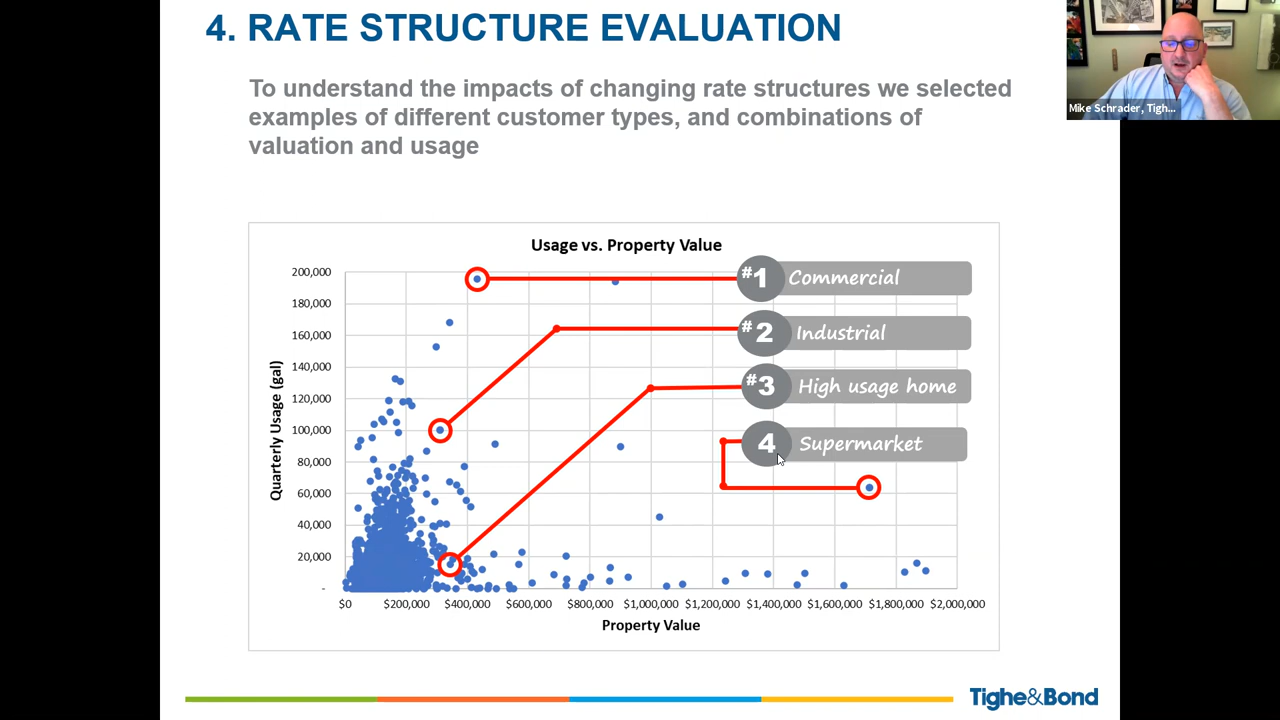 4. RATE STRUCTURE EVALUATION
Mike Schrader, Tigh...
To understand the impacts of changing rate structures we selected
examples of different customer types, and combinations of
valuation and usage
Usage vs. Property Value
200,000
180,000
160,000
140,000
120,000
100,000
80,000
60,000
40,000
20,000
-
Quarterly Usage (gal)
#1 Commercial
#2 Industrial
#3 High usage home
4 Supermarket
$0 $200,000 $400,000 $600,000 $800,000 $1,000,000 $1,200,000 $1,400,000 $1,600,000 $1,800,000 $2,000,000
Property Value
Tighe&Bond